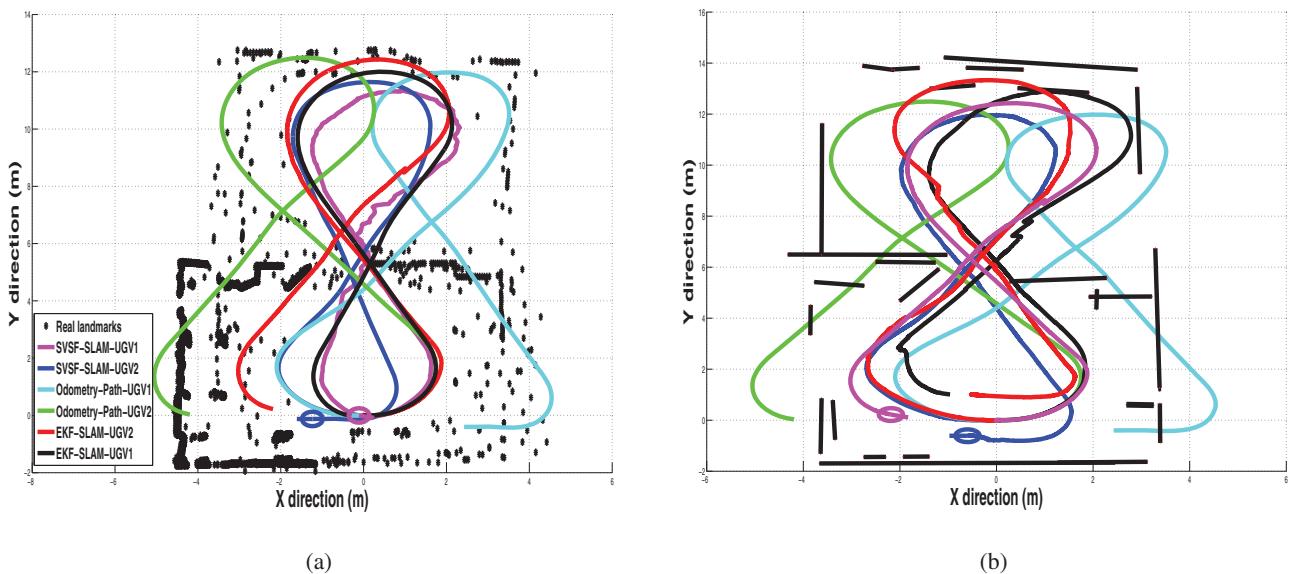 14
12
10
8
6
4
2
0
−2
Y direction (m)
Real landmarks
SVSF−SLAM−UGV1
SVSF−SLAM−UGV2
Odometry−Path−UGV1
Odometry−Path−UGV2
EKF−SLAM−UGV2
EKF−SLAM−UGV1
−8
−6
−4
−2
0
2
4
6
X direction (m)
(a)
16
14
12
10
8
6
4
2
0
−2
Y direction (m)
−6
−4
−2
0
2
4
6
X direction (m)
(b)